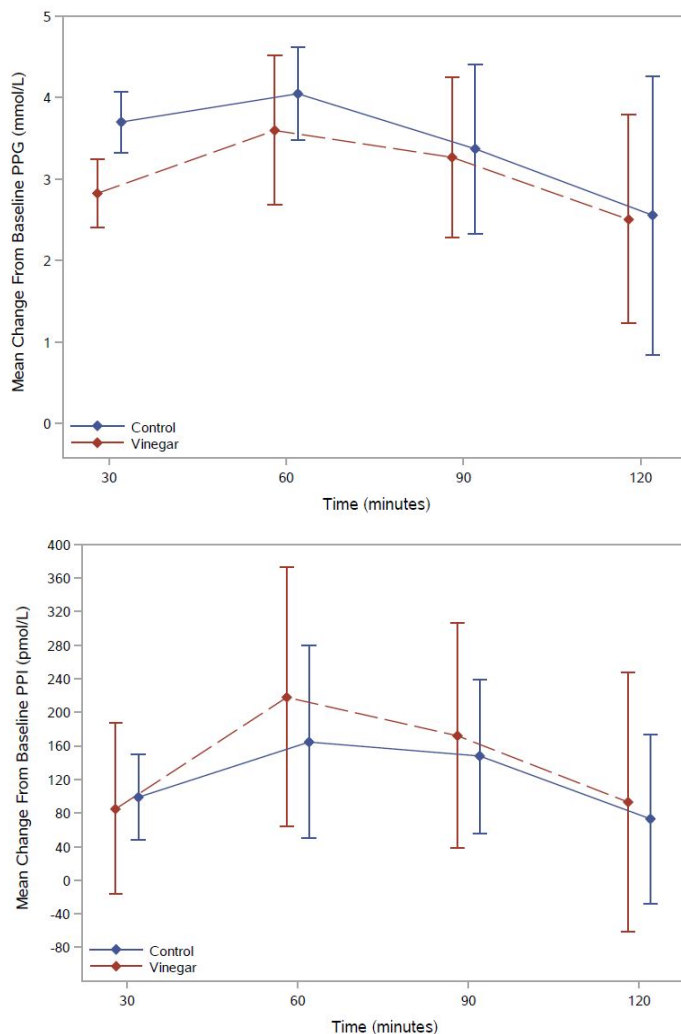 5
4
3
2
1
0
Mean Change From Baseline PPG (mmol/L)
Control
Vinegar
30 60 90 120
Time (minutes)
400
360
320
280
240
200
160
120
80
40
0
-40
-80
Mean Change From Baseline PPI (pmol/L)
Control
Vinegar
30 60 90 120
Time (minutes)